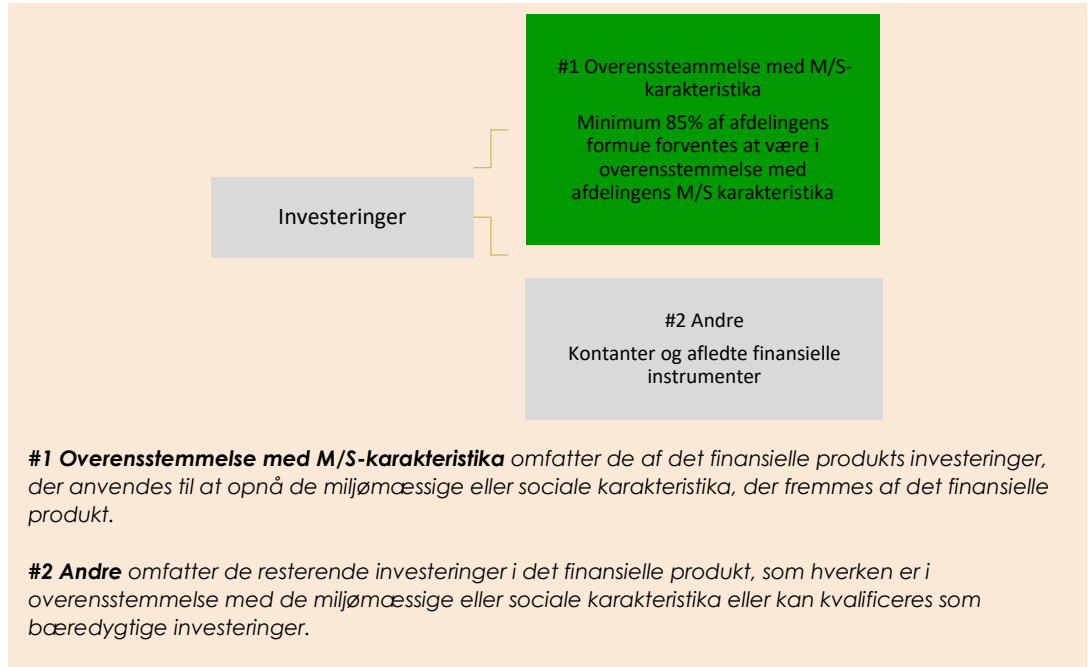 #1 Overenssteammelse med M/S-
karakteristika
Minimum 85% af afdelingens
formue forventes at være i
overensstemmelse med
afdelingens M/S karakteristika
Investeringer
#2 Andre
Kontanter og afledte finansielle
instrumenter
#1 Overensstemmelse med M/S-karakteristika omfatter de af det finansielle produkts investeringer,
der anvendes til at opnå de miljømæssige eller sociale karakteristika, der fremmes af det finansielle
produkt.
#2 Andre omfatter de resterende investeringer i det finansielle produkt, som hverken er i
overensstemmelse med de miljømæssige eller sociale karakteristika eller kan kvalificeres som
bæredygtige investeringer.